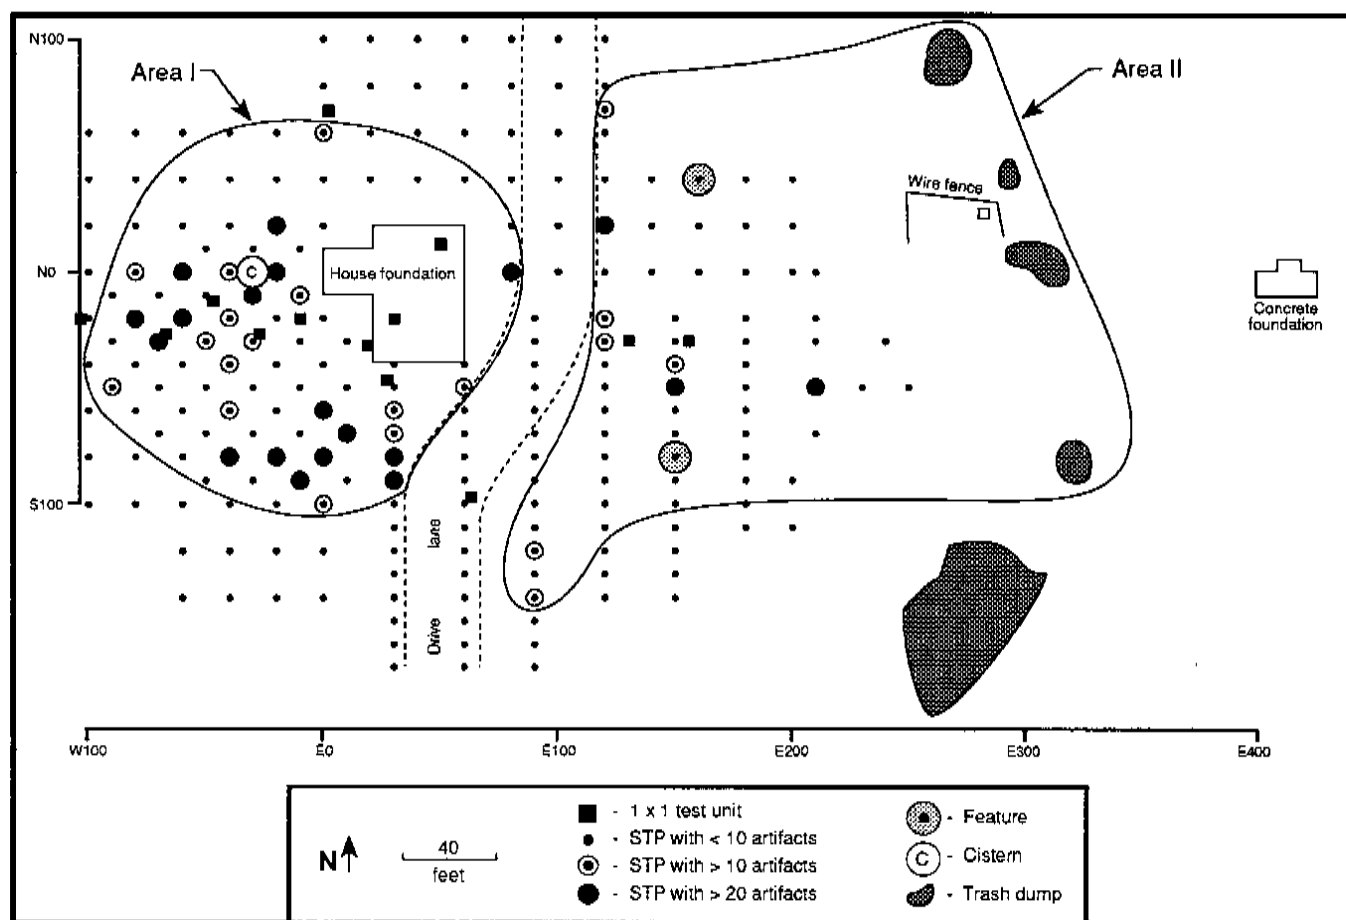 N100
Area I
Area II
Wire fence
N0
C
House foundation
Concrete
foundation
S100
Drive lane
W100
E0
E100
E200
E300
E400
N
40
feet
- 1 x 1 test unit
- STP with < 10 artifacts
- STP with > 10 artifacts
- STP with > 20 artifacts
- Feature
C - Cistern
- Trash dump